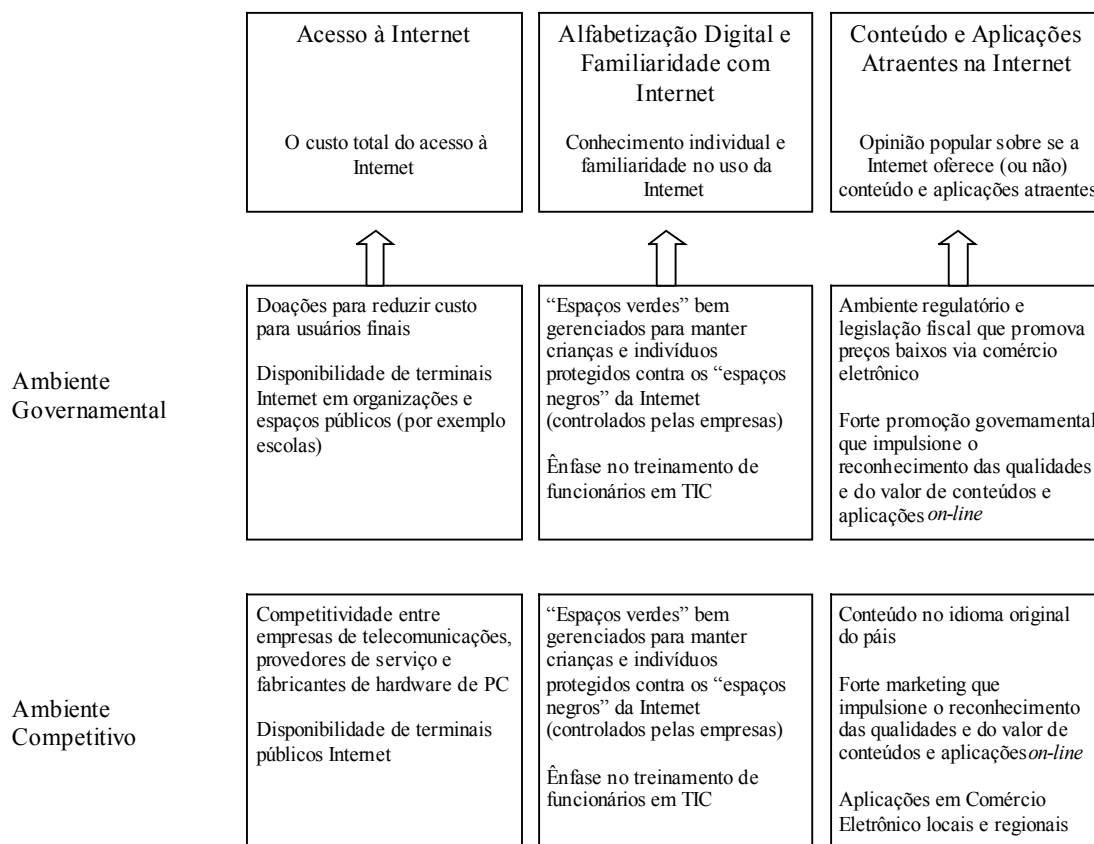 Acesso à Internet
O custo total do acesso à
Internet
Alfabetização Digital e
Familiaridade com
Internet
Conhecimento individual e
familiaridade no uso da
Internet
Conteúdo e Aplicações
Atraentes na Internet
Opinião popular sobre se a
Internet oferece (ou não)
conteúdo e aplicações atraentes
Ambiente
Governamental
Doações para reduzir custo
para usuários finais
Disponibilidade de terminais
Internet em organizações e
espaços públicos (por exemplo
escolas)
“Espaços verdes” bem
gerenciados para manter
crianças e indivíduos
protegidos contra os “espaços
negros” da Internet
(controlados pelas empresas)
Ênfase no treinamento de
funcionários em TIC
Ambiente regulatório e
legislação fiscal que promova
preços baixos via comércio
eletrônico
Forte promoção governamental
que impulsione o
reconhecimento das qualidades
e do valor de conteúdos e
aplicações on-line
Ambiente
Competitivo
Competitividade entre
empresas de telecomunicações,
provedores de serviço e
fabricantes de hardware de PC
Disponibilidade de terminais
públicos Internet
“Espaços verdes” bem
gerenciados para manter
crianças e indivíduos
protegidos contra os “espaços
negros” da Internet
(controlados pelas empresas)
Ênfase no treinamento de
funcionários em TIC
Conteúdo no idioma original
do páis
Forte marketing que
impulsione o reconhecimento
das qualidades e do valor de
conteúdos e aplicações on-line
Aplicações em Comércio
Eletrônico locais e regionais